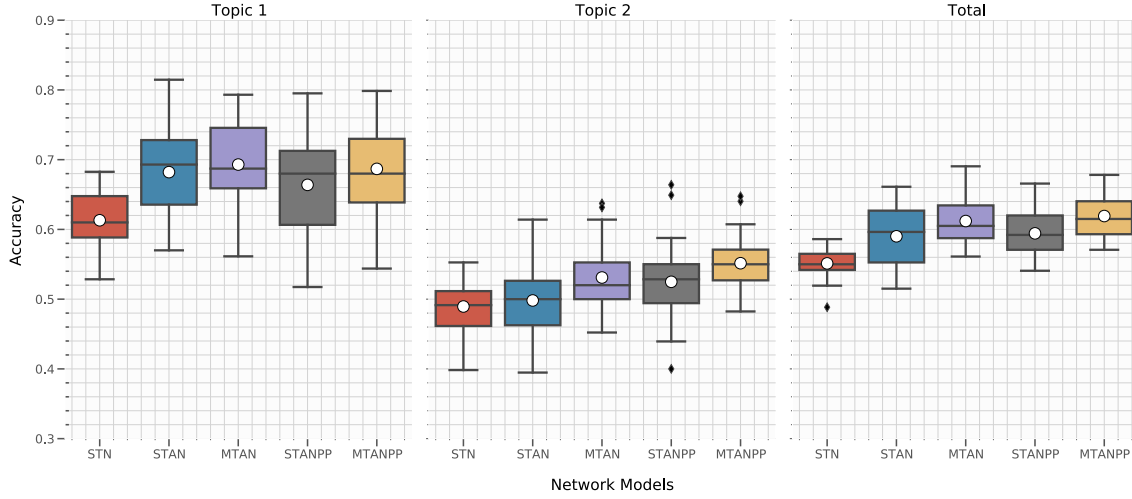 Topic 1 Topic 2 Total
0.9
0.8
0.7
0.6
0.5
0.4
0.3
Accuracy
STN STAN MTAN STANPP MTANPP STN STAN MTAN STANPP MTANPP STN STAN MTAN STANPP MTANPP
Network Models